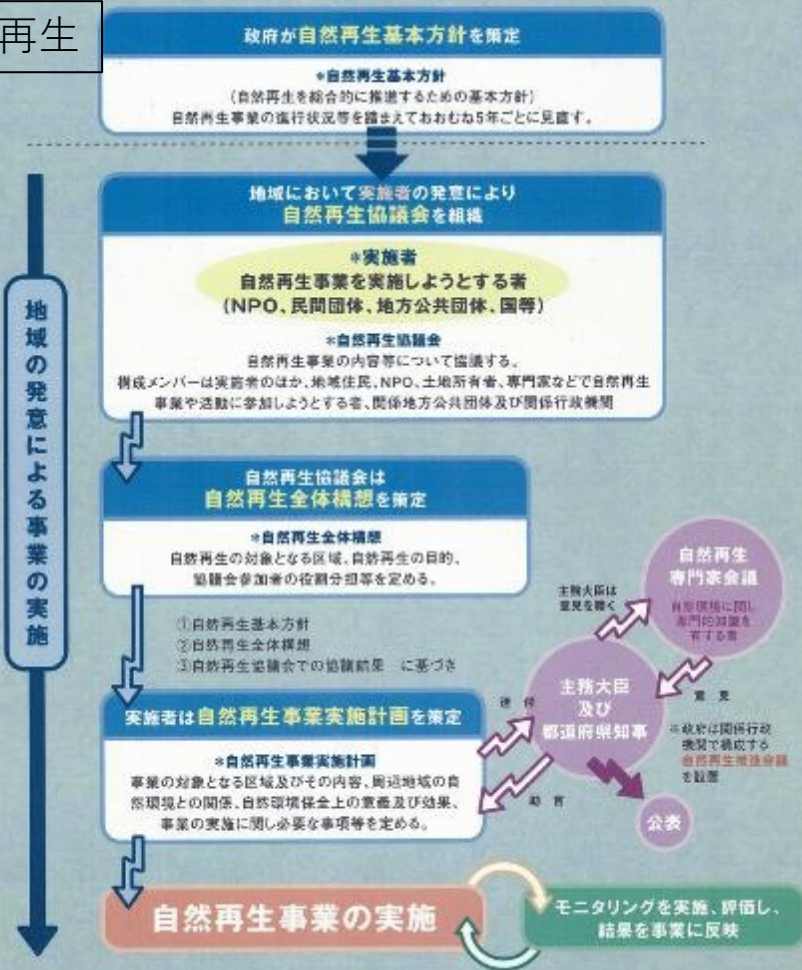 再生
政府が自然再生基本方針を策定
*自然再生基本方針
(自然再生を総合的に推進するための基本方針)
自然再生事業の進行状況等を踏まえておおむね5年ごとに見直す。
地域において実施者の発意により
自然再生協議会を組織
*実施者
自然再生事業を実施しようとする者
(NPO、民間団体、地方公共団体、国等)
*自然再生協議会
自然再生事業の内容等について協議する。
構成メンバーは実施者のほか、地域住民、NPO、土地所有者、専門家などで自然再生
事業や活動に参加しようとする者、関係地方公共団体及び関係行政機関
地域の発意による事業の実施
自然再生協議会は
自然再生全体構想を策定
*自然再生全体構想
自然再生の対象となる区域、自然再生の目的、
協議会参加者の役割分担等を定める。
①自然再生基本方針
②自然再生全体構想
③自然再生協議会での協議結果 に基づき
実施者は自然再生事業実施計画を策定
*自然再生事業実施計画
事業の対象となる区域及びその内容、周辺地域の自
然環境との関係、自然環境保全上の意義及び効果、
事業の実施に関し必要な事項等を定める。
自然再生
専門家会議
自然環境に関し
専門的知識を
有する者
主務大臣は
意見を聴く
主務大臣
及び
都道府県知事
送付
助言
意見
※政府は関係行政
機関で構成する
自然再生推進会議
を設置
公表
自然再生事業の実施
モニタリングを実施、評価し、
結果を事業に反映